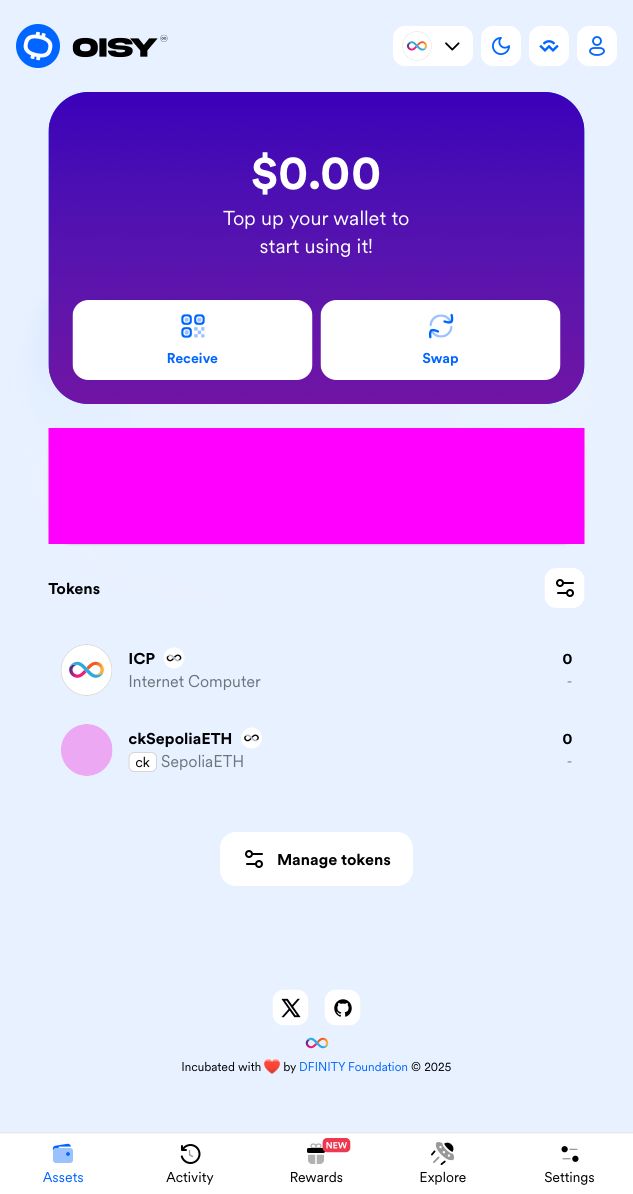 OISY
$0.00
Top up your wallet to
start using it!
Receive
Swap
Tokens
ICP
0
Internet Computer
-
ckSepoliaETH
0
ck SepoliaETH
-
Manage tokens
Incubated with ❤️ by DFINITY Foundation © 2025
NEW
Assets
Activity
Rewards
Explore
Settings